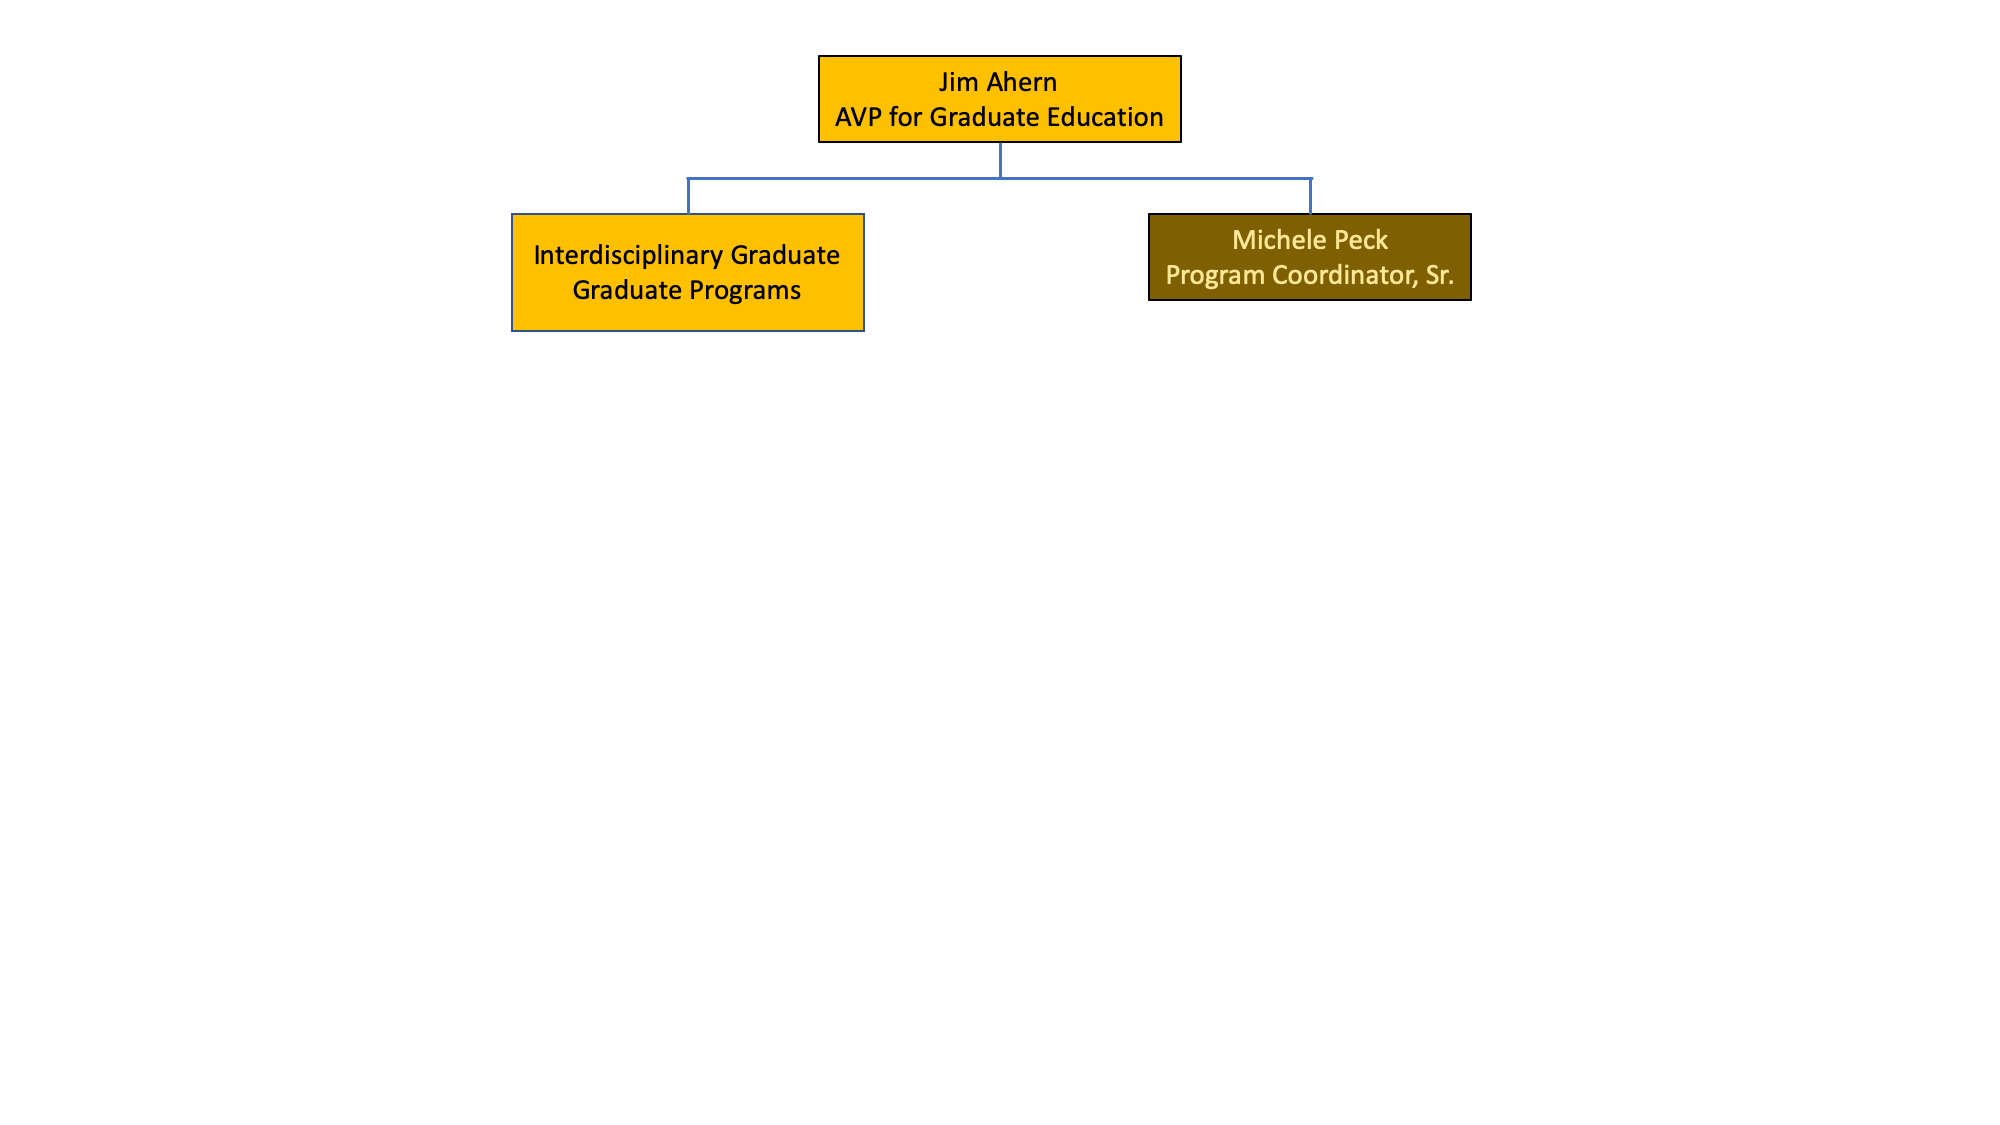 Jim Ahern
AVP for Graduate Education
Interdisciplinary Graduate
Graduate Programs
Michele Peck
Program Coordinator, Sr.